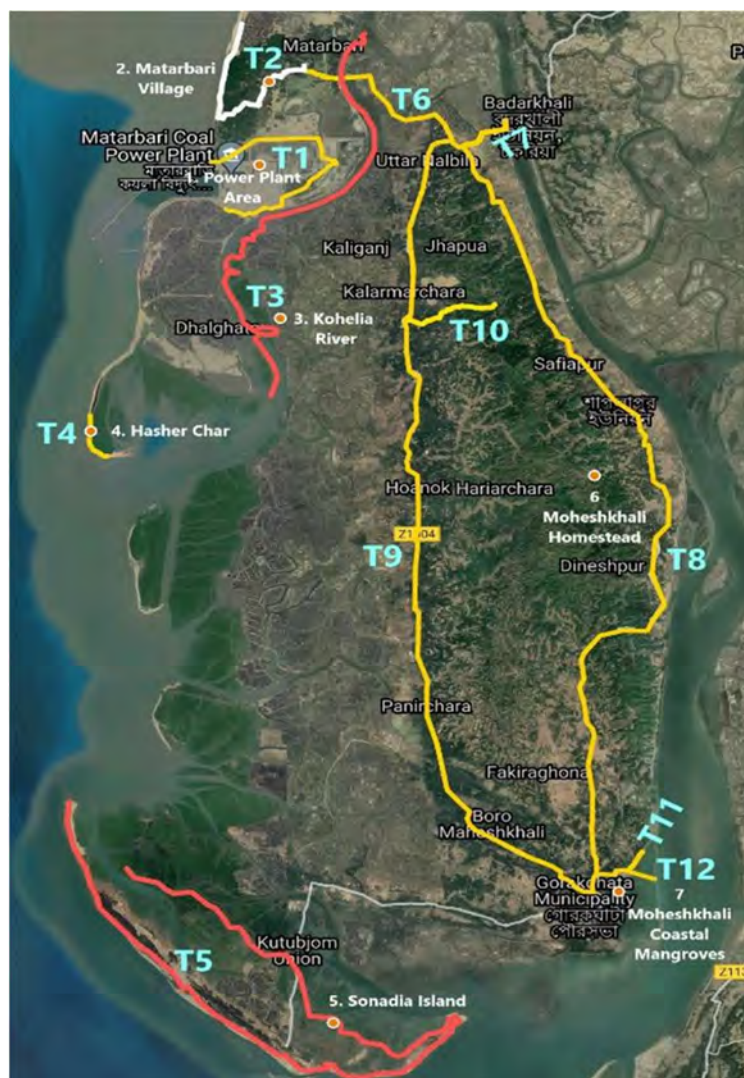 Matarbari
T2
2. Matarbari
Village
T6
Badarkhali
T7
Matarbari Coal
Power Plant
T1
1. Power Plant
Area
Uttar Nalbila
Kaliganj
Jhapua
Kalarmarchara
T3
3. Kohelia
River
Dhalghata
T10
Safiapur
T4
4. Hasher Char
Hoanok
Hariarchara
6
Moheshkhali
Homestead
T9
T8
Dineshpur
Panirchara
Fakiraghona
Boro
Maheshkhali
T11
T12
Gorakghata
Municipality
গোরকঘাটা
পৌরসভা
7
Moheshkhali
Coastal
Mangroves
T5
Kutubjom
Union
5. Sonadia Island